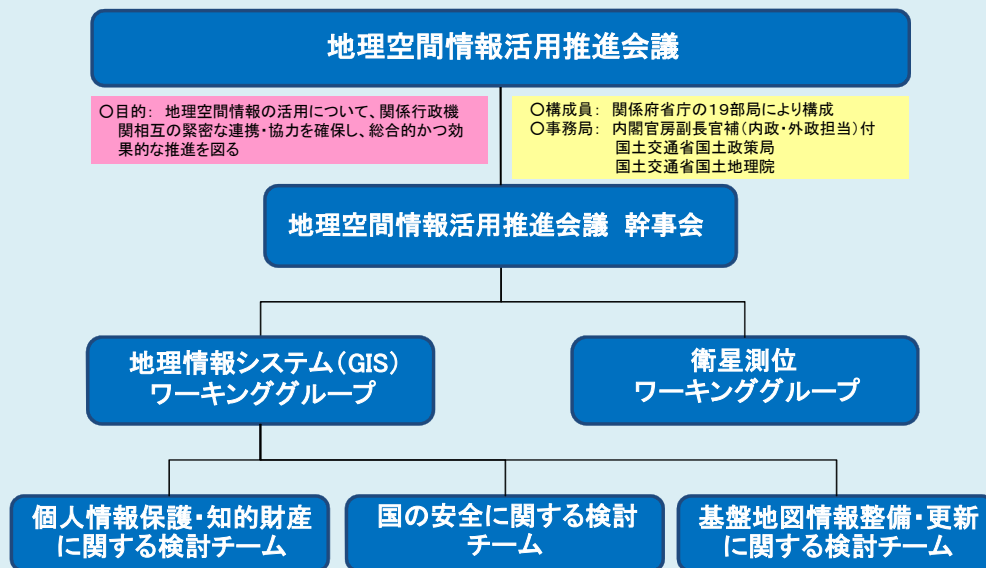 地理空間情報活用推進会議
〇目的： 地理空間情報の活用について、関係行政機
関相互の緊密な連携・協力を確保し、総合的かつ効
果的な推進を図る
〇構成員： 関係府省庁の１９部局により構成
〇事務局： 内閣官房副長官補（内政・外政担当）付
国土交通省国土政策局
国土交通省国土地理院
地理空間情報活用推進会議 幹事会
地理情報システム（GIS）
ワーキンググループ
衛星測位
ワーキンググループ
個人情報保護・知的財産
に関する検討チーム
国の安全に関する検討
チーム
基盤地図情報整備・更新
に関する検討チーム